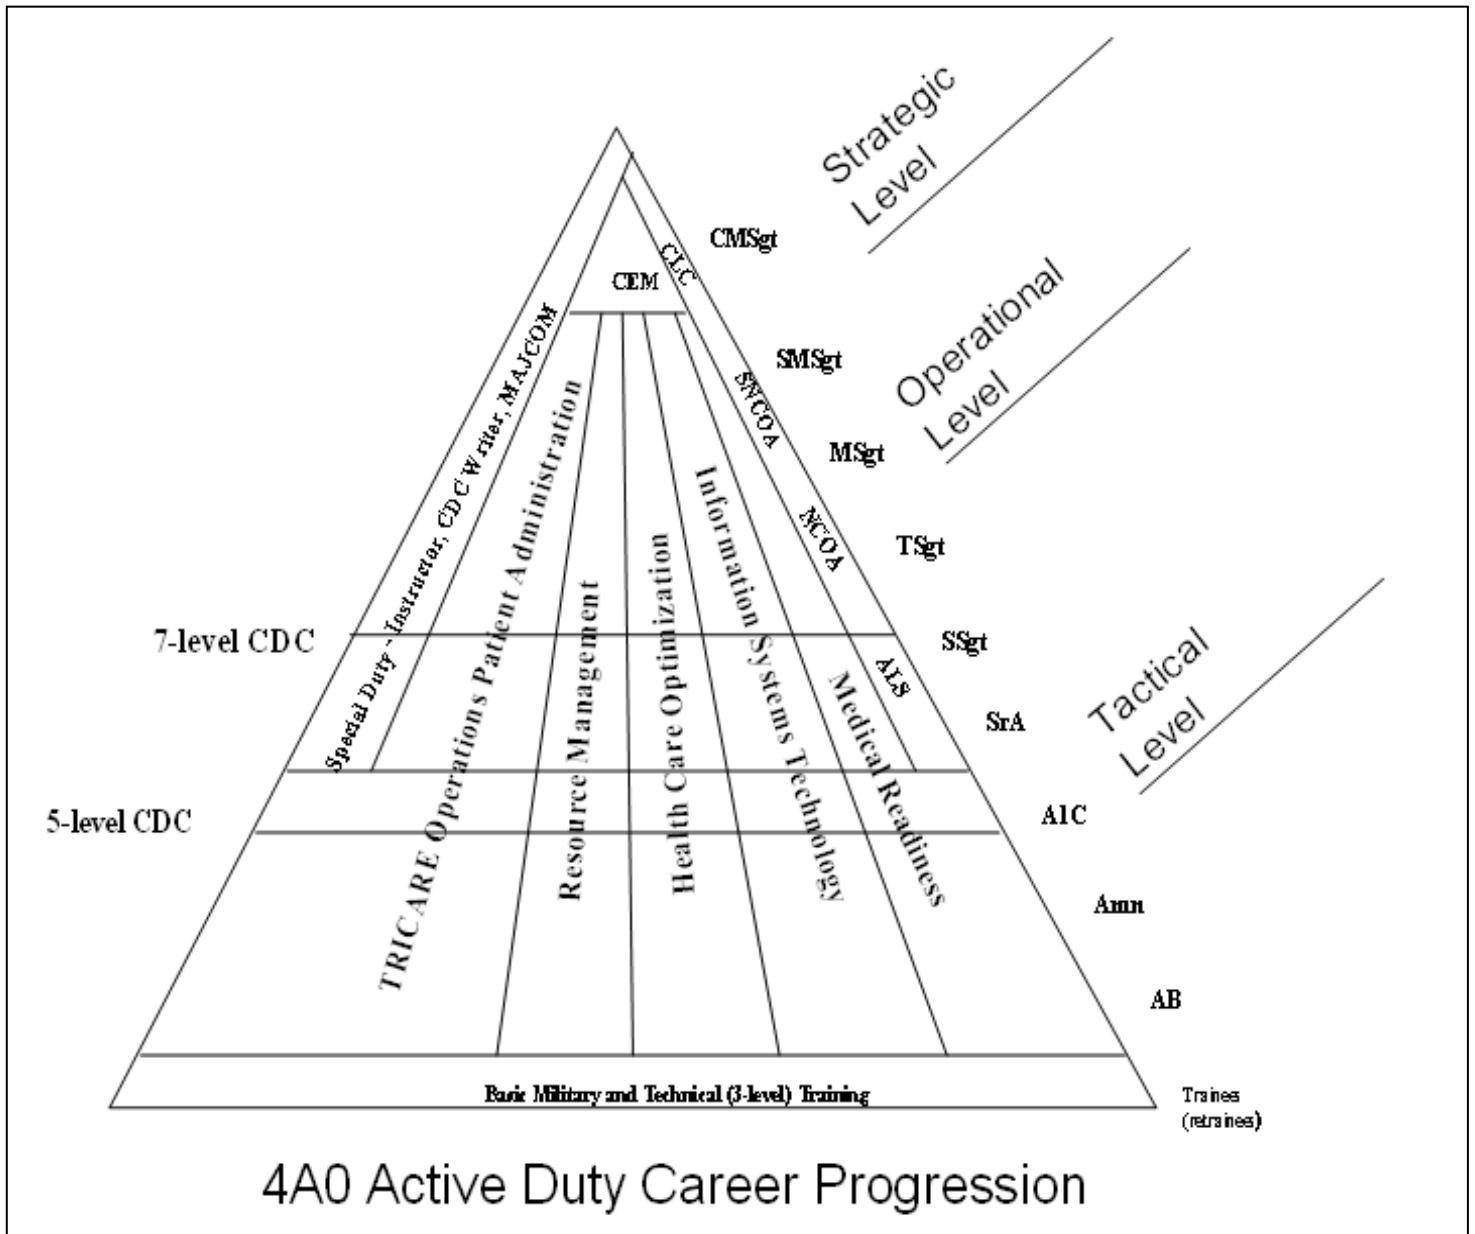 Strategic
Level
CMSgt
CLC
CEM
Operational
Level
SMSgt
SNCOA
MSgt
Special Duty - Instructor, CDC Writer, MAJCOM
TRICARE Operations Patient Administration
Resource Management
Health Care Optimization
Information Systems Technology
Medical Readiness
NCOA
TSgt
7-level CDC
SSgt
ALS
SrA
Tactical
Level
5-level CDC
A1C
Amn
AB
Basic Military and Technical (3-level) Training
Trainees
(retrainees)
4A0 Active Duty Career Progression